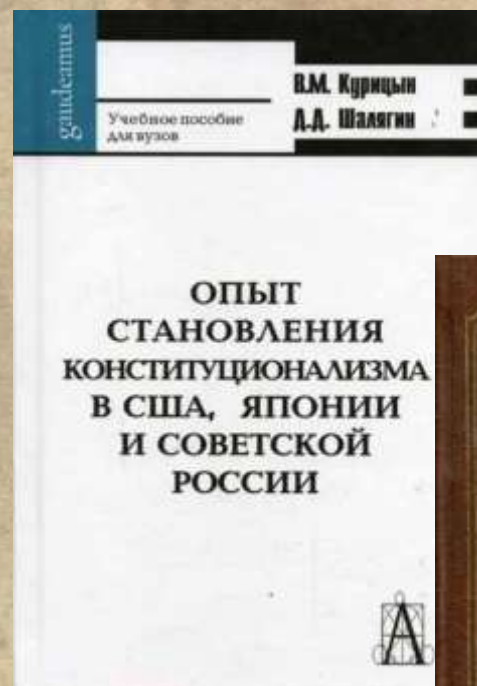 gaudeamus
Учебное пособие
для вузов
В.М. Курицын
Д.Д. Шалягин
ОПЫТ
СТАНОВЛЕНИЯ
КОНСТИТУЦИОНАЛИЗМА
В США, ЯПОНИИ
И СОВЕТСКОЙ
РОССИИ
А